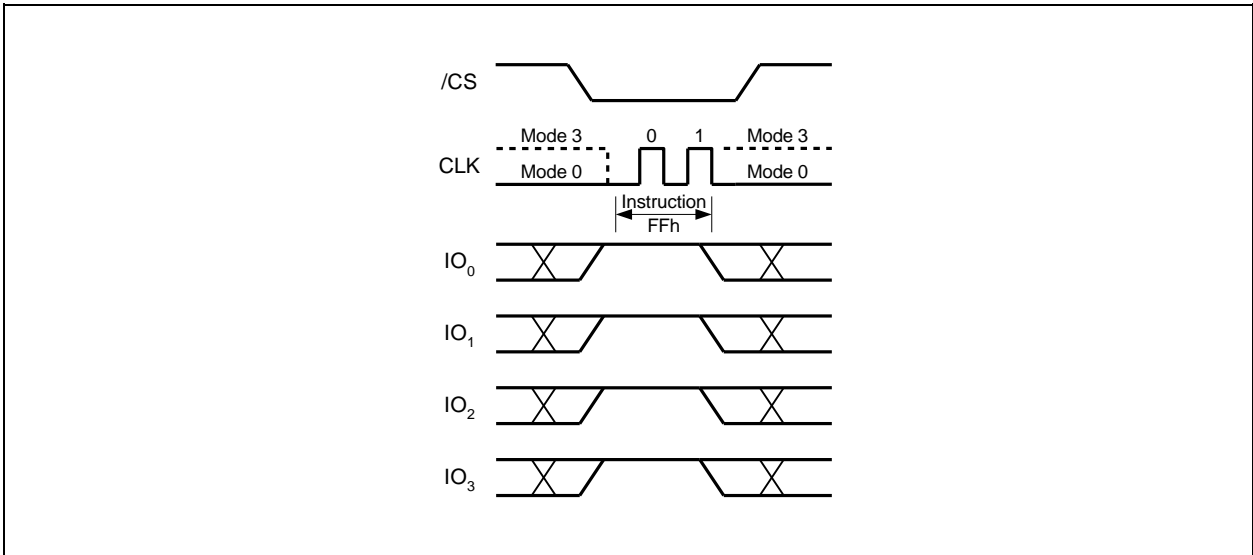 /CS
Mode 3 0 1 Mode 3
CLK
Mode 0 Mode 0
Instruction
FFh
IO0
IO1
IO2
IO3